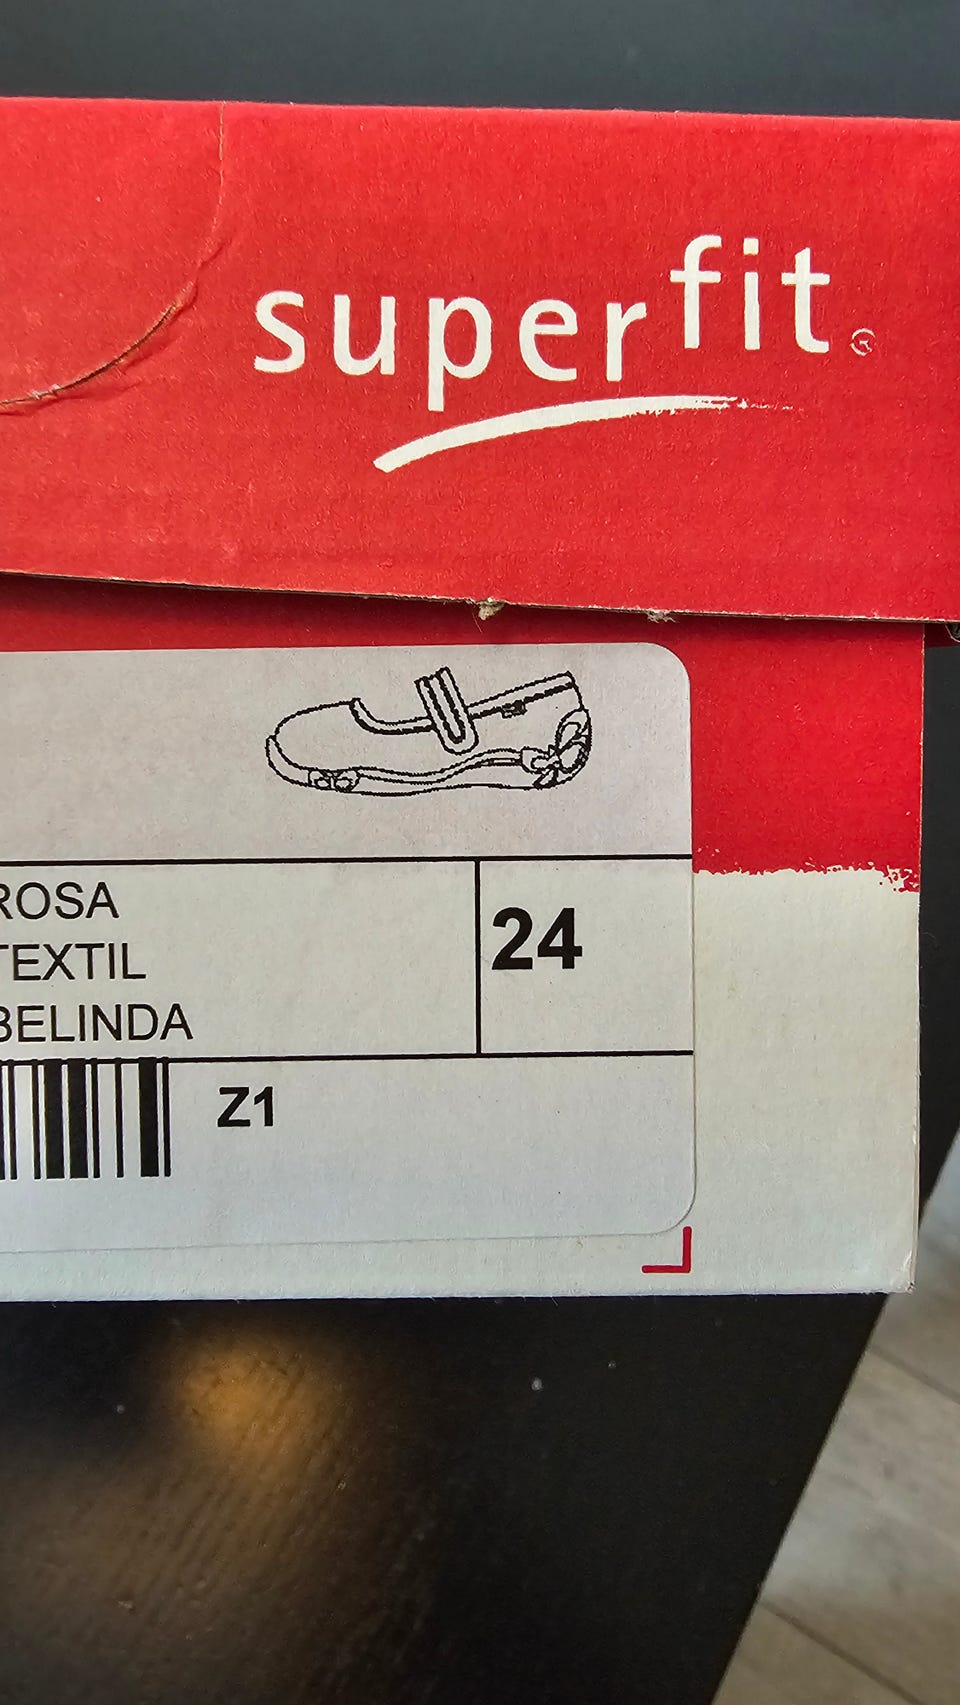 superfit®
ROSA
TEXTIL
BELINDA
24
Z1